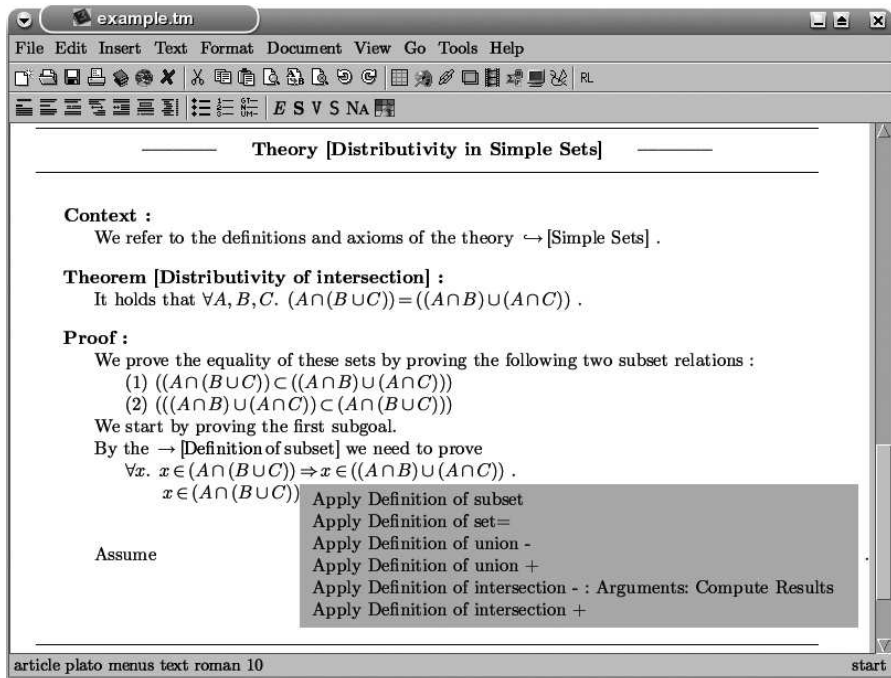 example.tm
File Edit Insert Text Format Document View Go Tools Help
RL
E S V S NA
Theory [Distributivity in Simple Sets]
Context :
We refer to the definitions and axioms of the theory ↪[Simple Sets] .
Theorem [Distributivity of intersection] :
It holds that ∀A, B, C. (A∩(B∪C))=((A∩B)∪(A∩C)) .
Proof :
We prove the equality of these sets by proving the following two subset relations :
(1) ((A∩(B∪C))⊂((A∩B)∪(A∩C)))
(2) (((A∩B)∪(A∩C))⊂(A∩(B∪C)))
We start by proving the first subgoal.
By the →[Definition of subset] we need to prove
∀x. x∈(A∩(B∪C))⇒x∈((A∩B)∪(A∩C)) .
x∈(A∩(B∪C))
Apply Definition of subset
Apply Definition of set=
Apply Definition of union -
Assume .
Apply Definition of union +
Apply Definition of intersection - : Arguments: Compute Results
Apply Definition of intersection +
article plato menus text roman 10 start